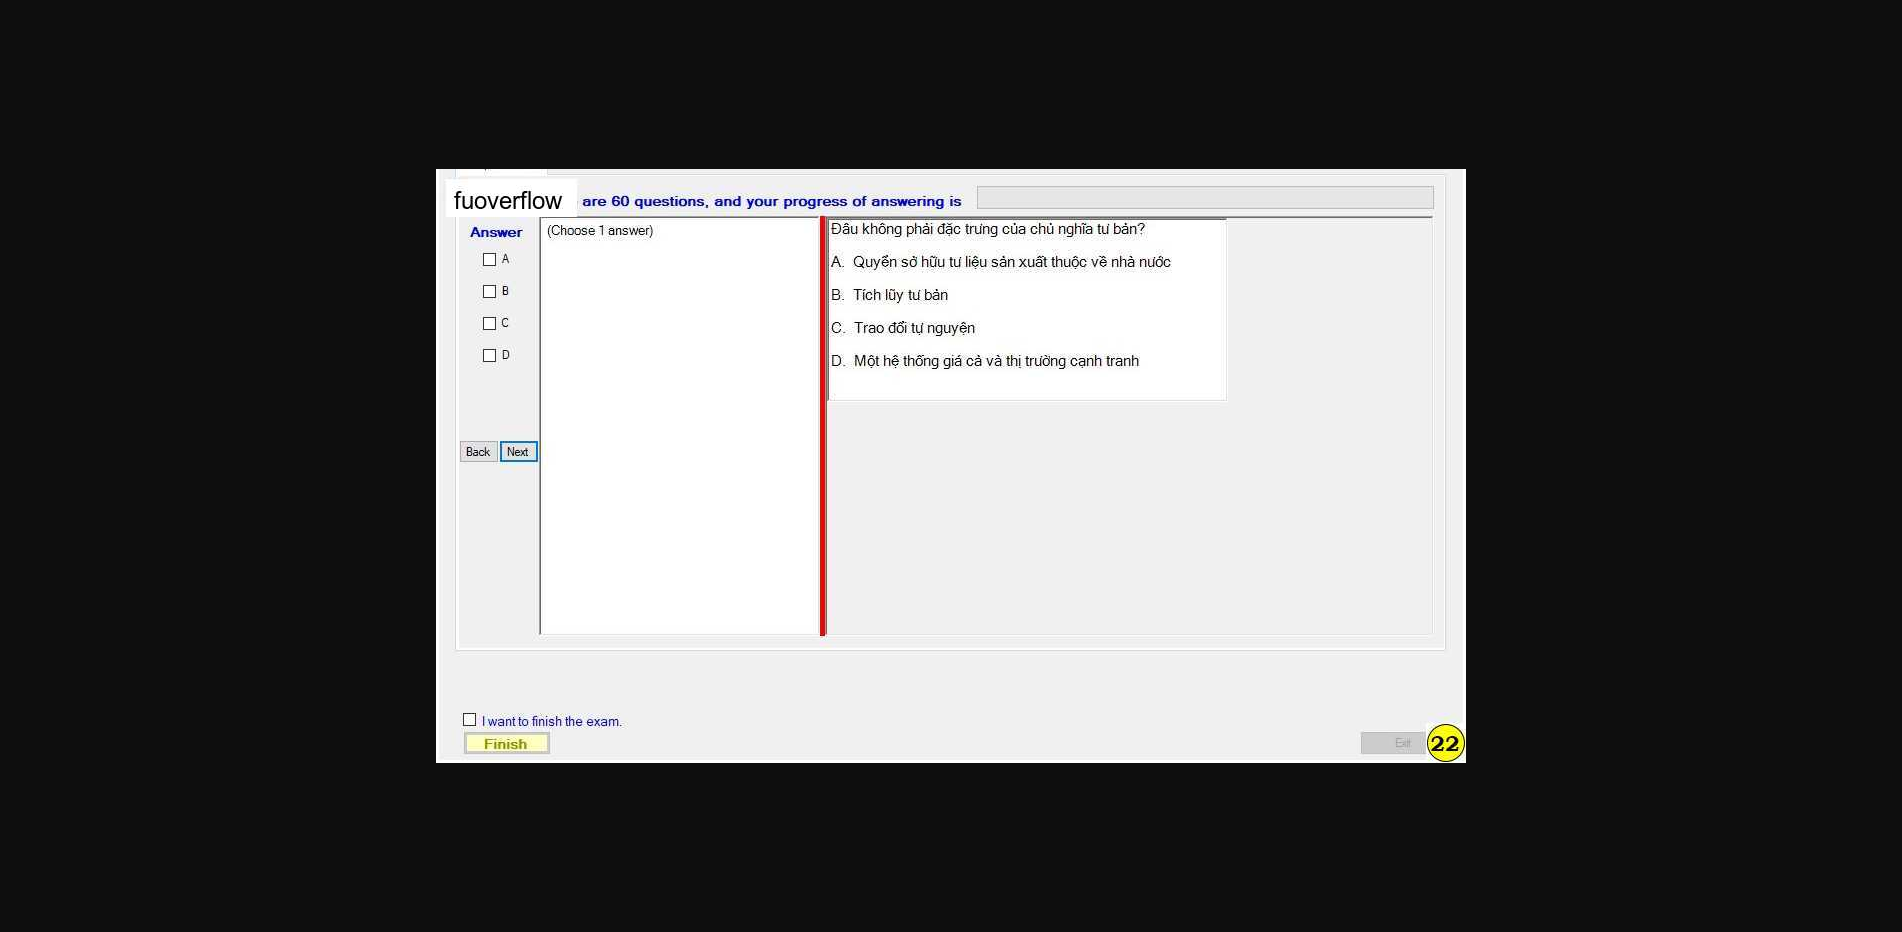 fuoverflow are 60 questions, and your progress of answering is
Answer
A
B
C
D
Back Next
(Choose 1 answer)
Đâu không phải đặc trưng của chủ nghĩa tư bản?
A. Quyền sở hữu tư liệu sản xuất thuộc về nhà nước
B. Tích lũy tư bản
C. Trao đổi tự nguyện
D. Một hệ thống giá cả và thị trường cạnh tranh
I want to finish the exam.
Finish
Exit
22